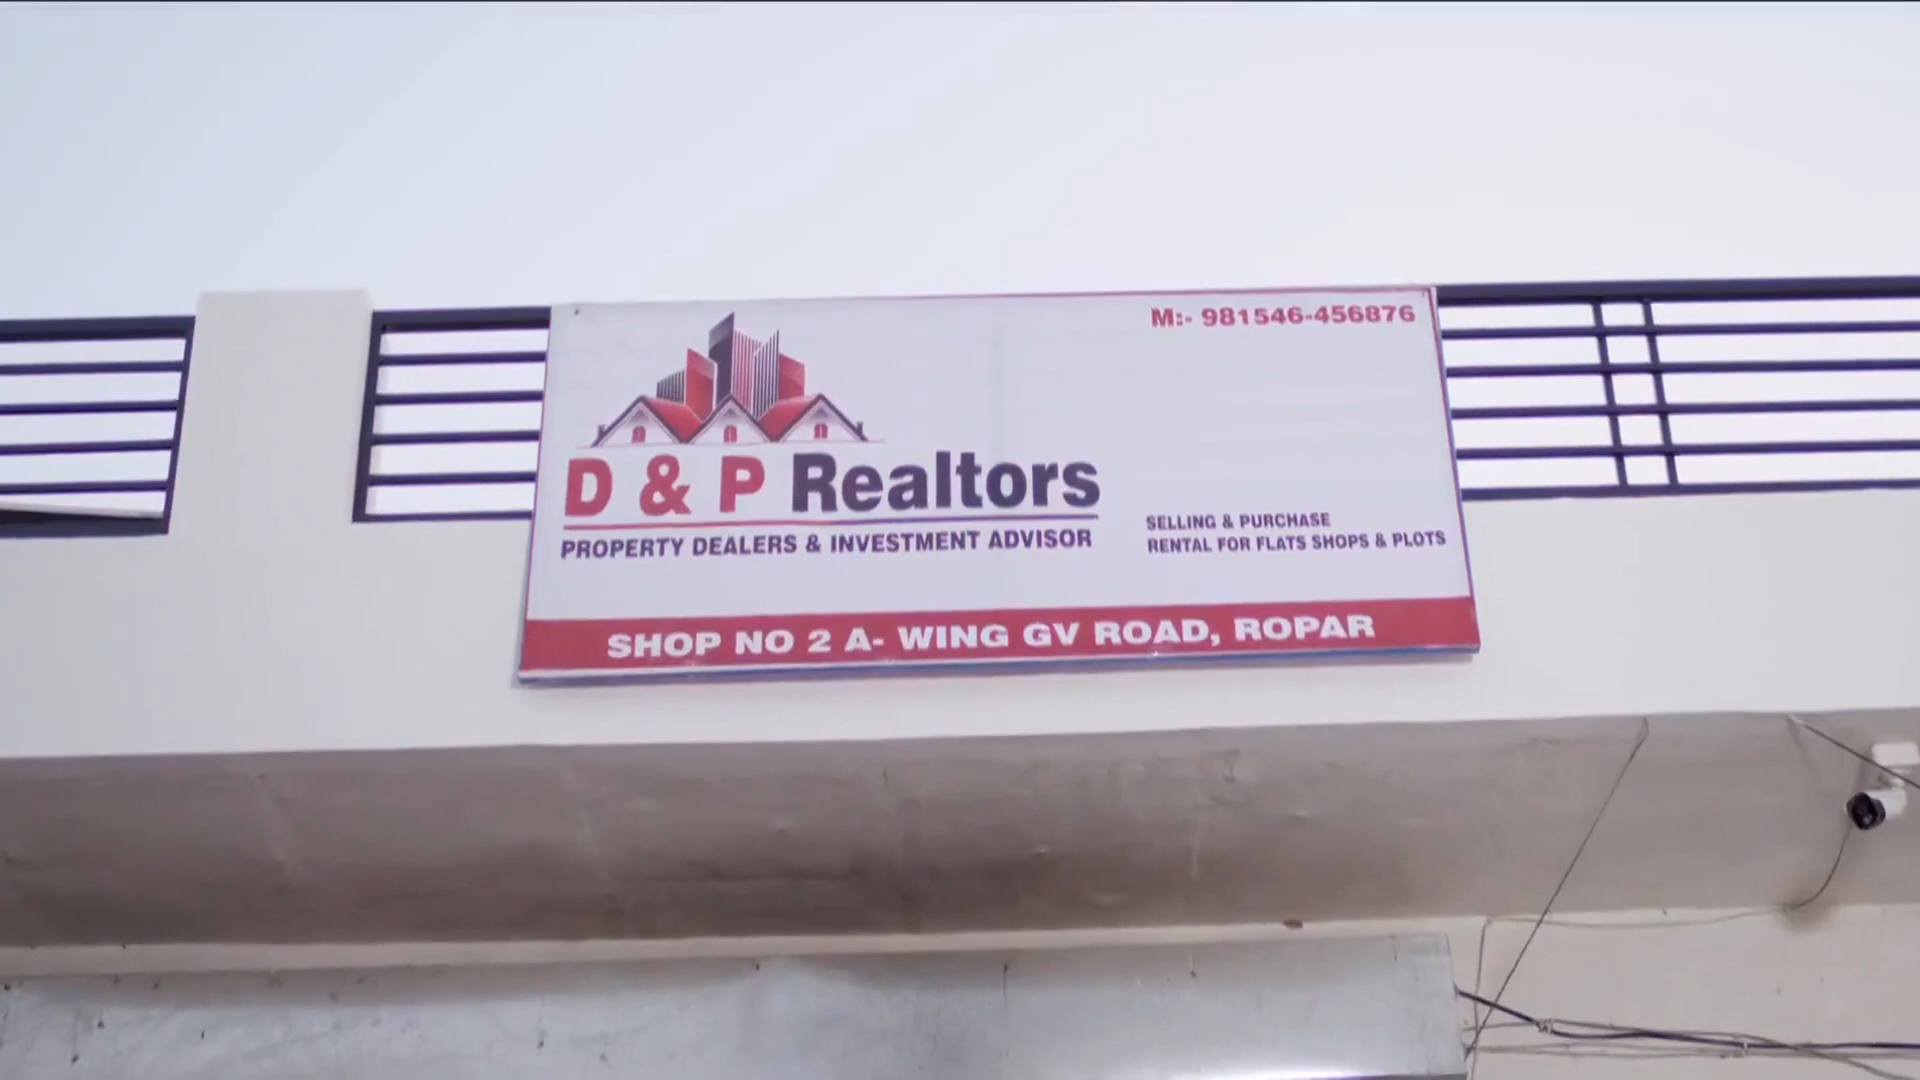 M:- 981546-456876
D & P Realtors
PROPERTY DEALERS & INVESTMENT ADVISOR
SELLING & PURCHASE
RENTAL FOR FLATS SHOPS & PLOTS
SHOP NO 2 A- WING GV ROAD, ROPAR